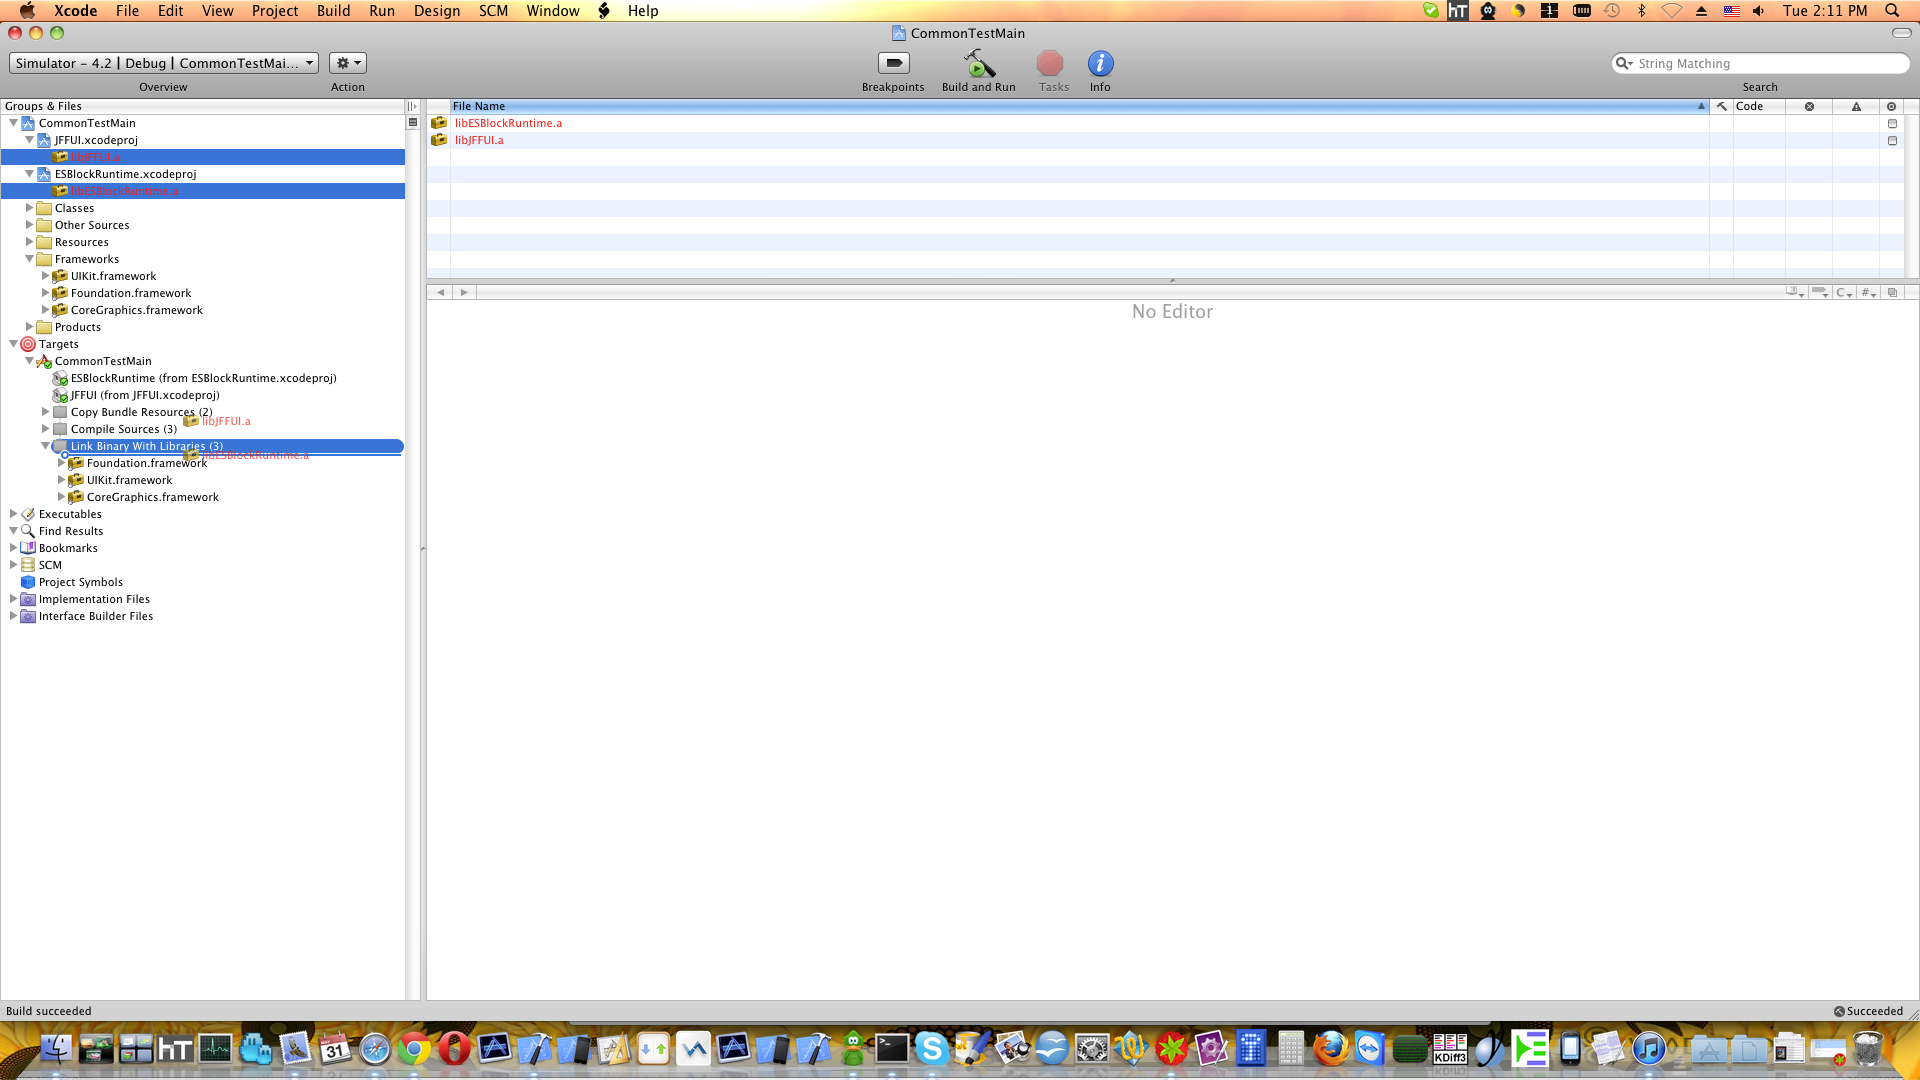 Xcode File Edit View Project Build Run Design SCM Window Help
hT 1 Tue 2:11 PM
CommonTestMain
Simulator - 4.2 | Debug | CommonTestMai...
String Matching
Overview Action Breakpoints Build and Run Tasks Info Search
Groups & Files
File Name Code
CommonTestMain
JFFUI.xcodeproj
libJFFUI.a
ESBlockRuntime.xcodeproj
libESBlockRuntime.a
Classes
Other Sources
Resources
Frameworks
UIKit.framework
Foundation.framework
CoreGraphics.framework
Products
Targets
CommonTestMain
ESBlockRuntime (from ESBlockRuntime.xcodeproj)
JFFUI (from JFFUI.xcodeproj)
Copy Bundle Resources (2)
libJFFUI.a
Compile Sources (3)
Link Binary With Libraries (3)
libESBlockRuntime.a
Foundation.framework
UIKit.framework
CoreGraphics.framework
Executables
Find Results
Bookmarks
SCM
Project Symbols
Implementation Files
Interface Builder Files
libESBlockRuntime.a
libJFFUI.a
C #
No Editor
Build succeeded
Succeeded
hT
31
KDiff3